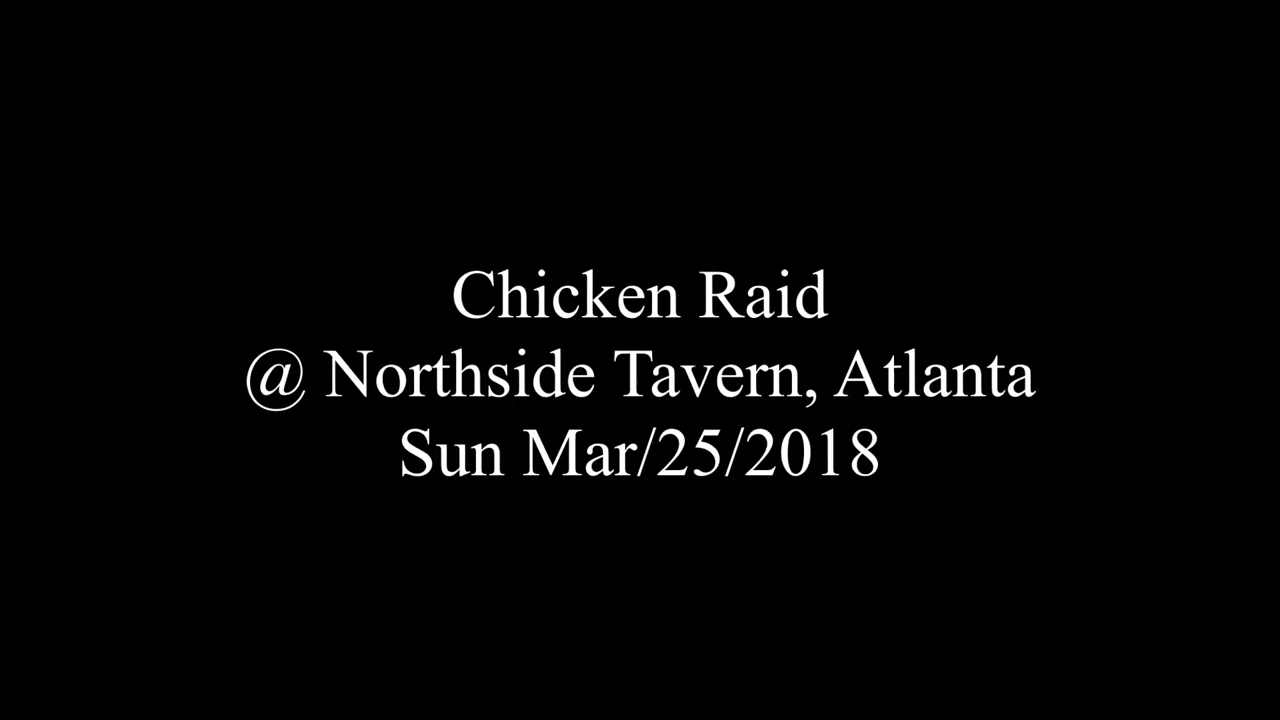 Chicken Raid
@ Northside Tavern, Atlanta
Sun Mar/25/2018